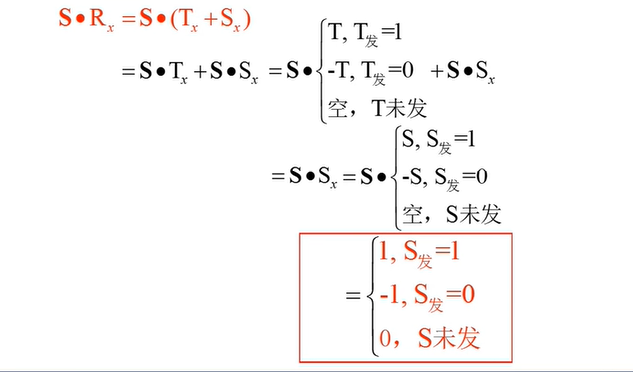 S•Rₓ = S•(Tₓ+Sₓ)
= S•Tₓ + S•Sₓ = S• { T, T发=1
-T, T发=0 + S•Sₓ
空，T未发
= S•Sₓ = S• { S, S发=1
-S, S发=0
空，S未发
= { 1, S发=1
-1, S发=0
0，S未发